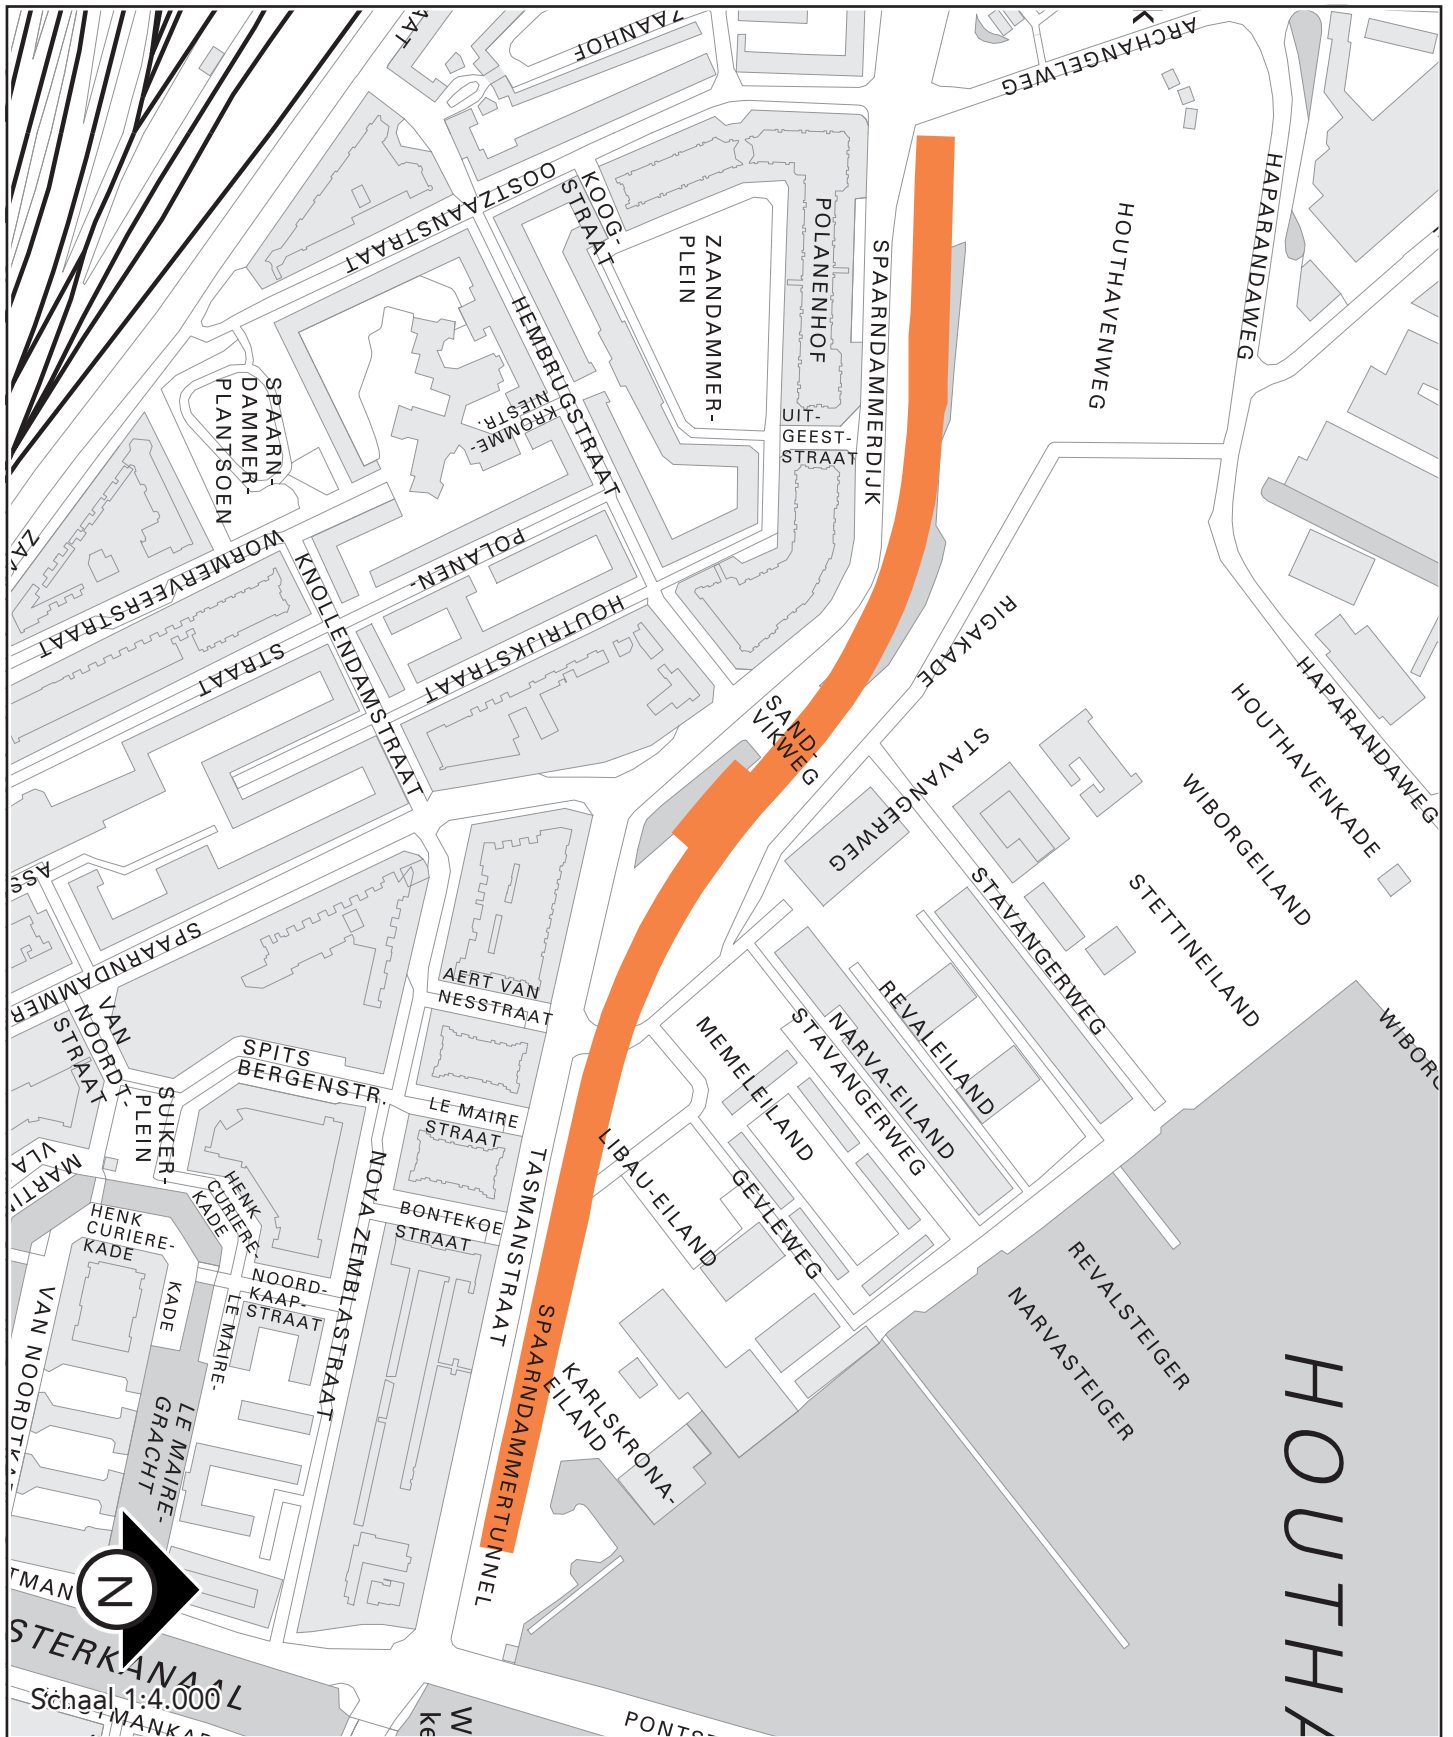 ZAANHOF
ARCHANGELWEG
OOSTZAANSTRAAT
KOOG-
STRAAT
ZAANDAMMER-
PLEIN
POLANENHOF
SPAARNDAMMERDIJK
HOUTHAVENWEG
HAPARANDAWEG
HEMBRUGSTRAAT
KROMME-
NIESTR.
SPAARN-
DAMMER-
PLANTSOEN
UIT-
GEEST-
STRAAT
WORMERVEERSTRAAT
KNOLLENDAMSTRAAT
POLANEN-
STRAAT
HOUTRIJKSTRAAT
RIGAKADE
SAND-
VIKWEG
STAVANGERWEG
HAPARANDAWEG
HOUTHAVENKADE
WIBORGEILAND
STETTINEILAND
STAVANGERWEG
SPAARNDAMMER
AERT VAN
NESSTRAAT
REVALEILAND
NARVA-EILAND
STAVANGERWEG
MEMELEILAND
VAN
NOORDT-
STRAAT
SPITS
BERGENSTR.
SUIKER-
PLEIN
LE MAIRE
STRAAT
LIBAU-EILAND
GEVLEWEG
HENK
CURIERE-
KADE
HENK
CURIERE-
KADE
BONTEKOE
STRAAT
TASMANSTRAAT
NOVA ZEMBLASTRAAT
NOORD-
KAAP-
STRAAT
LE MAIRE-
KADE
LE MAIRE-
GRACHT
SPAARNDAMMERTUNNEL
KARLSKRONA-
EILAND
REVALSTEIGER
NARVASTEIGER
HOUTHA
VAN NOORDTKA
TMAN
STERKANAAL
N
Schaal 1:4.000
TMANKAD
PONTS